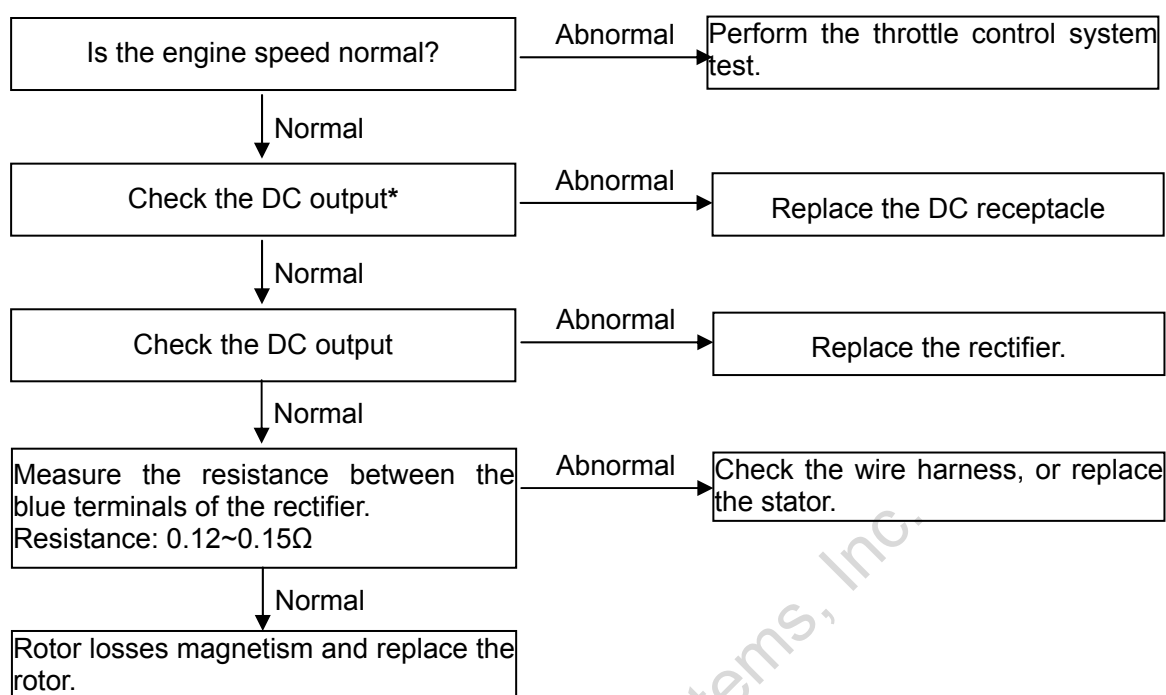 Is the engine speed normal?
Abnormal
Perform the throttle control system
test.
Normal
Check the DC output*
Abnormal
Replace the DC receptacle
Normal
Check the DC output
Abnormal
Replace the rectifier.
Normal
Measure the resistance between the
blue terminals of the rectifier.
Resistance: 0.12~0.15Ω
Abnormal
Check the wire harness, or replace
the stator.
Normal
Rotor losses magnetism and replace the
rotor.
Inc.